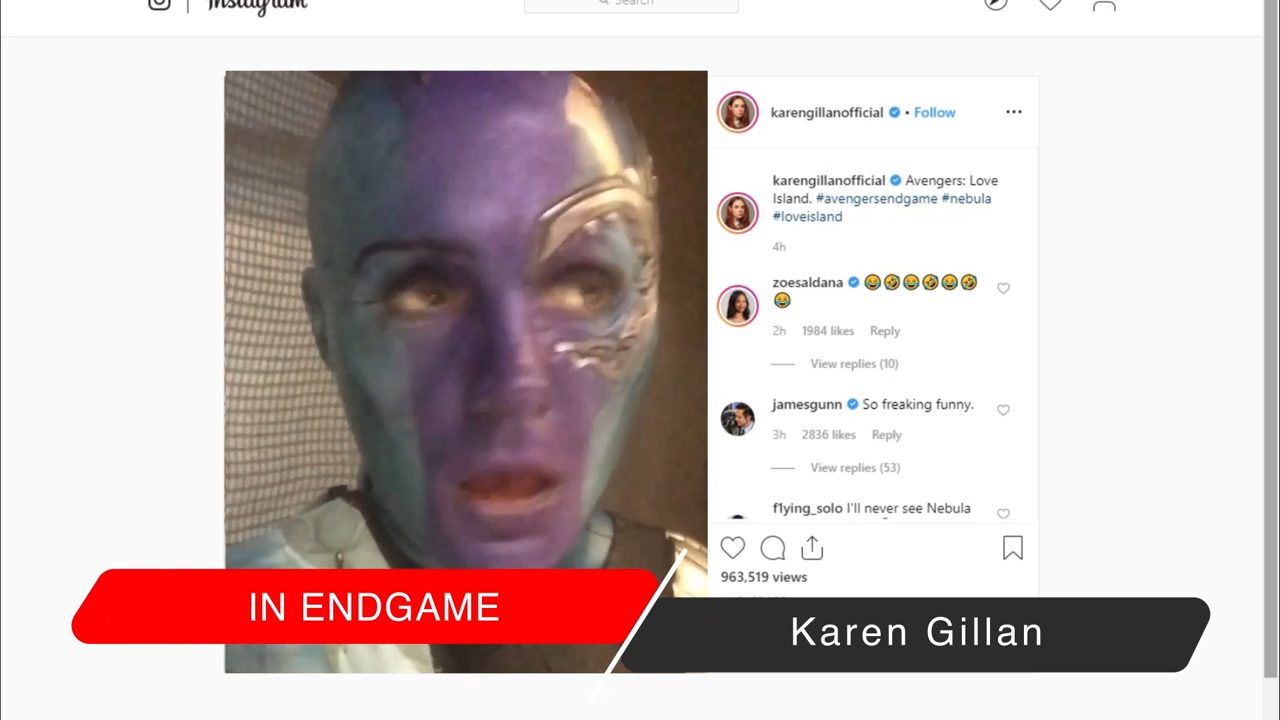 Instagram
Search
karengillanofficial • Follow
karengillanofficial Avengers: Love
Island. #avengersendgame #nebula
#loveisland
4h
zoesaldana 😂🤣😂🤣😂🤣
😂
2h 1984 likes Reply
View replies (10)
jamesgunn So freaking funny.
3h 2836 likes Reply
View replies (53)
f1ying_solo I'll never see Nebula
963,519 views
IN ENDGAME
Karen Gillan